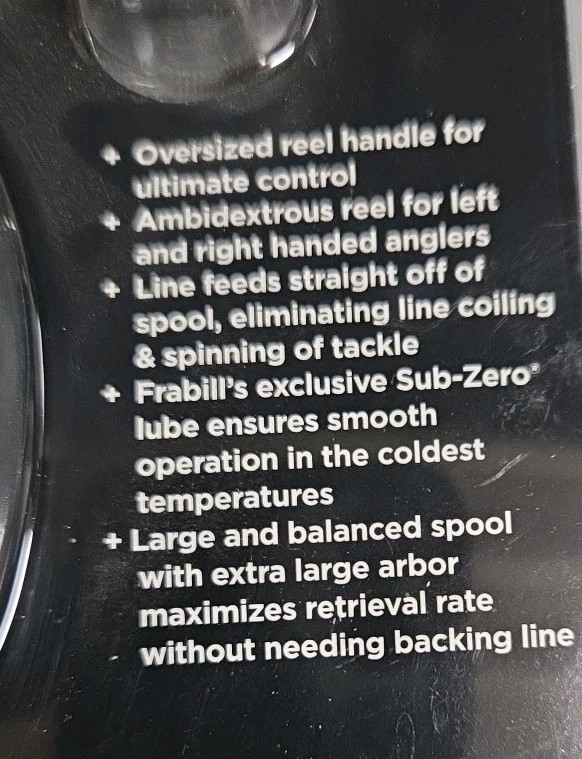 + Oversized reel handle for
ultimate control
+ Ambidextrous reel for left
and right handed anglers
+ Line feeds straight off of
spool, eliminating line coiling
& spinning of tackle
+ Frabill's exclusive Sub-Zero®
lube ensures smooth
operation in the coldest
temperatures
+ Large and balanced spool
with extra large arbor
maximizes retrieval rate
without needing backing line